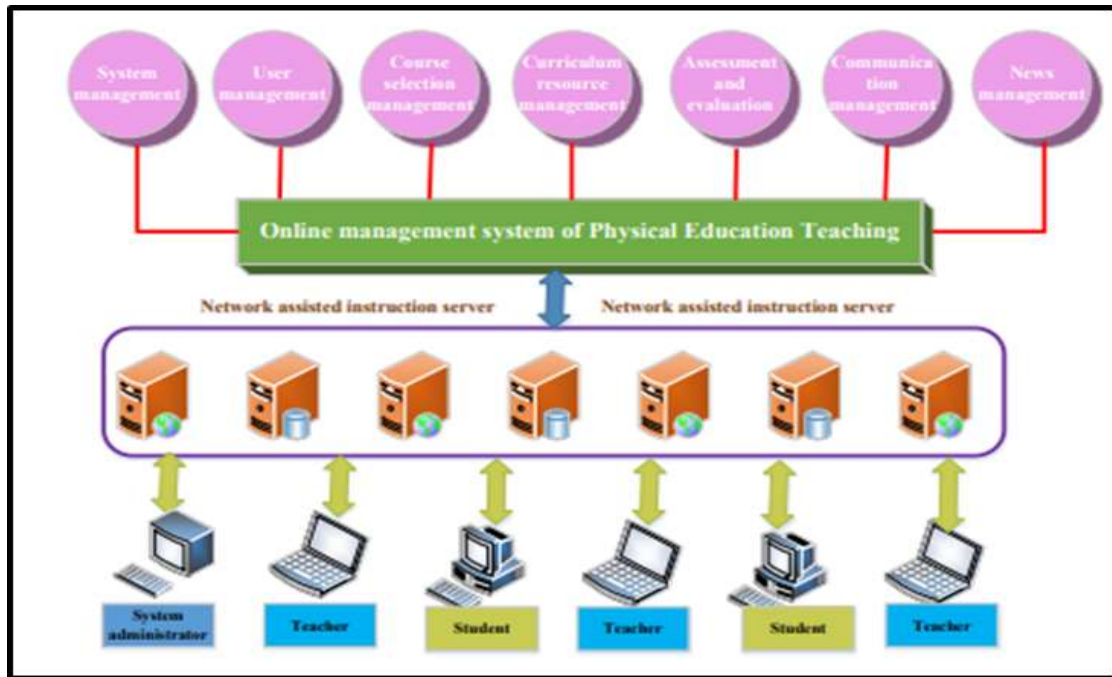 System
management
User
management
Course
selection
management
Curriculum
resource
management
Assessment
and
evaluation
Communica
tion
management
News
management
Online management system of Physical Education Teaching
Network assisted instruction server
Network assisted instruction server
System
administrator
Teacher
Student
Teacher
Student
Teacher